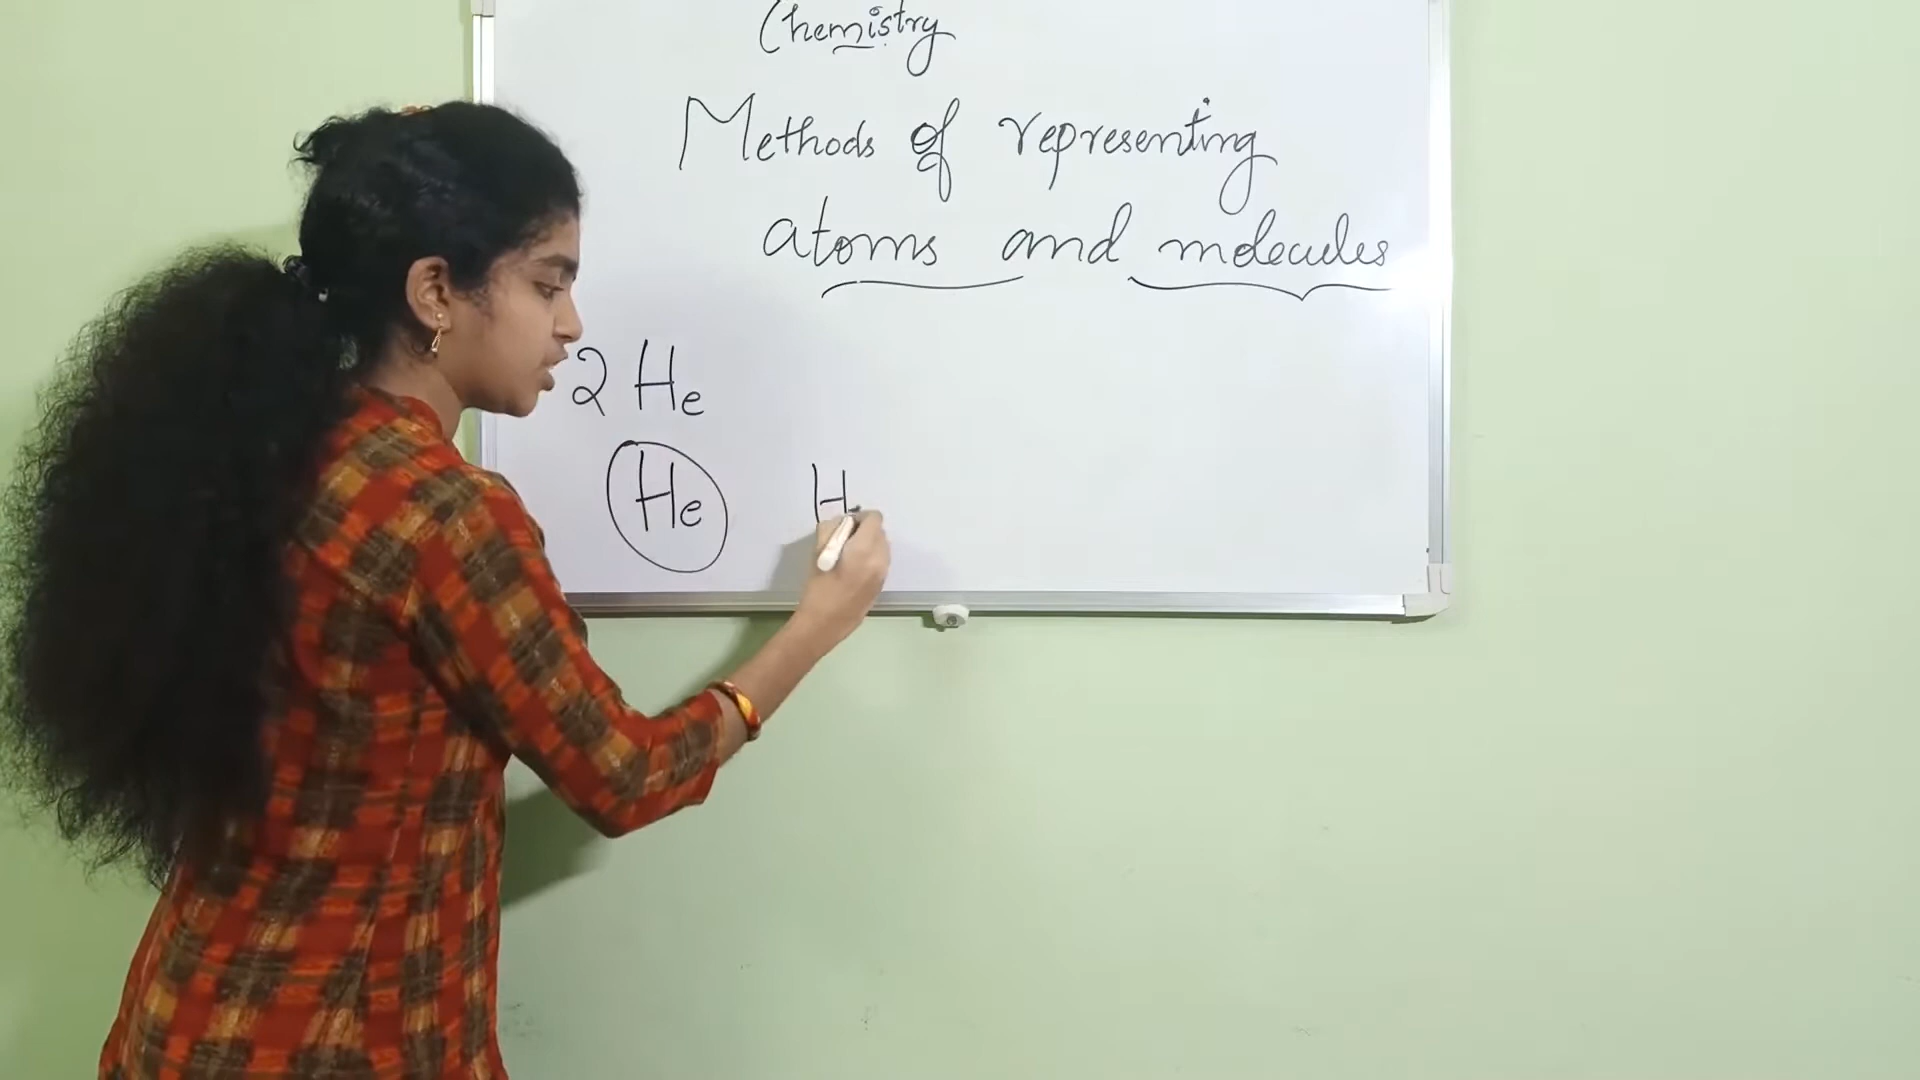 Chemistry
Methods of representing
atoms and molecules
2 He
He H